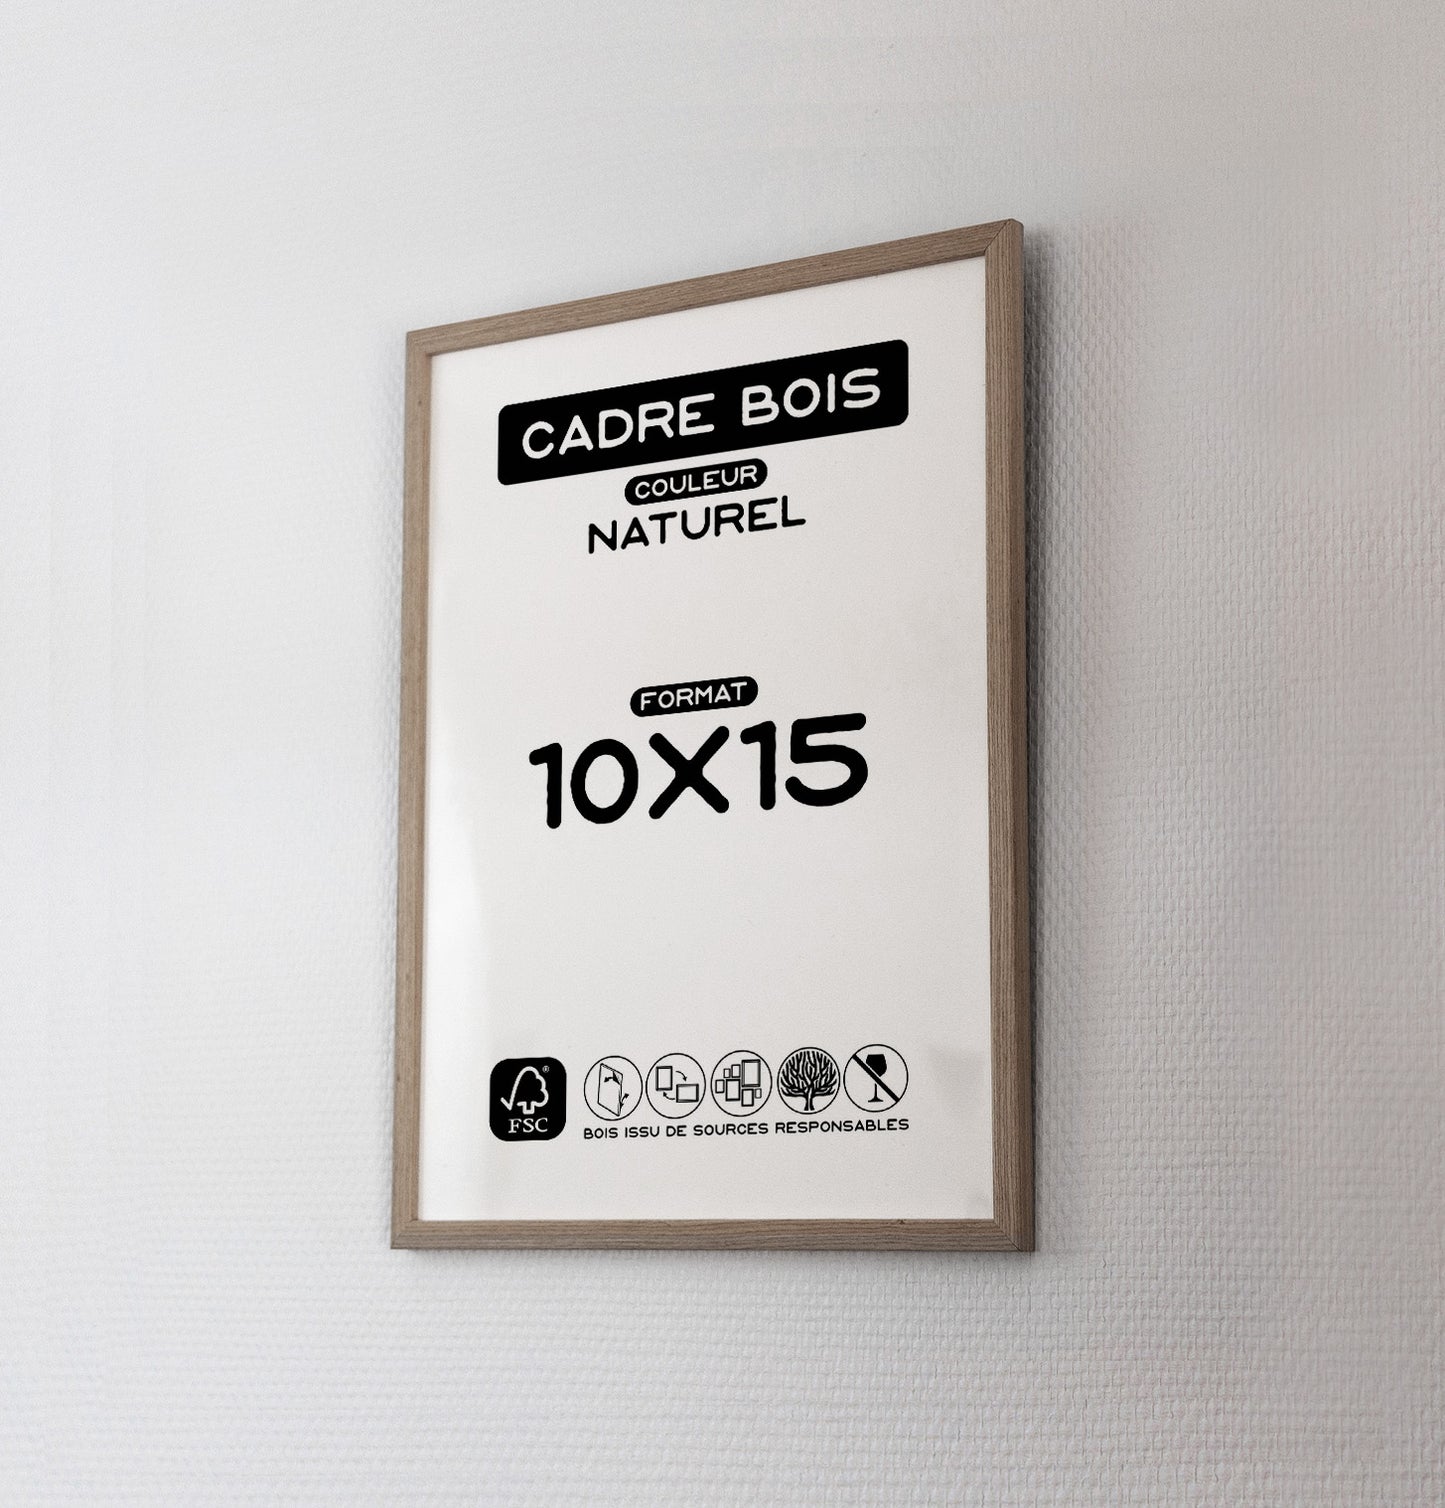 CADRE BOIS
COULEUR
NATUREL
FORMAT
10X15
FSC®
BOIS ISSU DE SOURCES RESPONSABLES